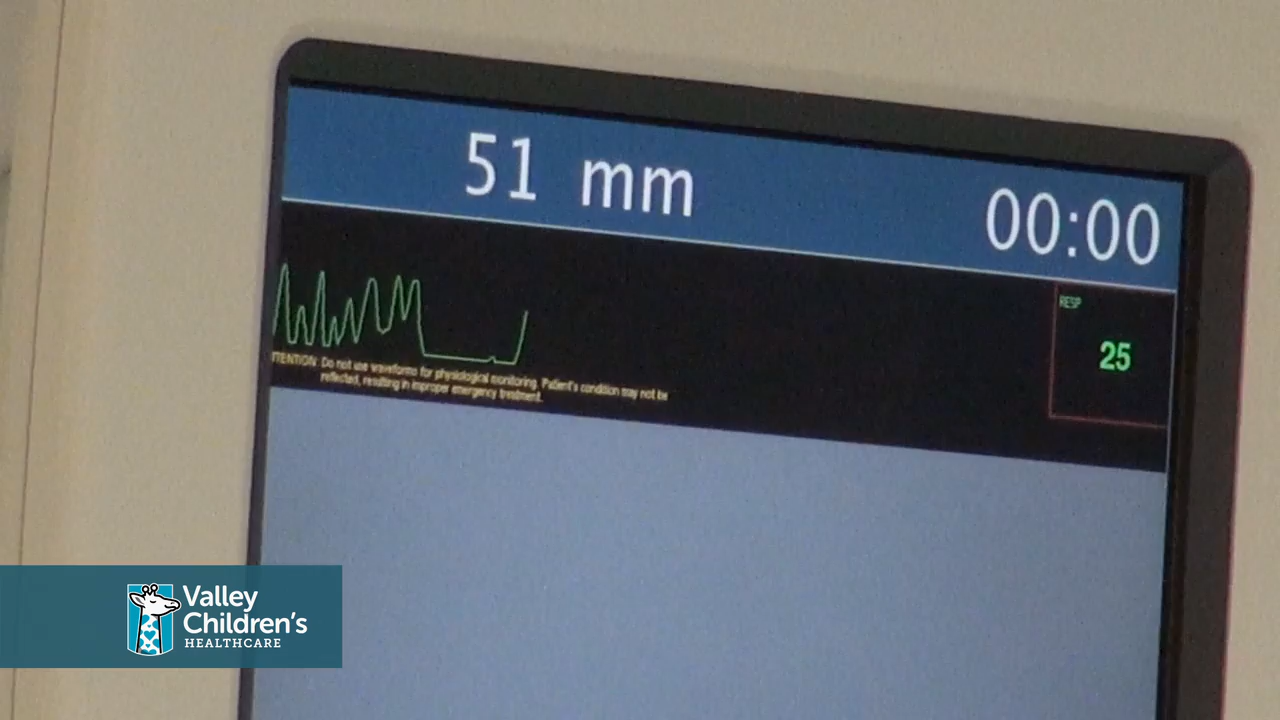 51 mm
00:00
RESP
25
TTENTION: Do not use waveforms for physiological monitoring. Patient's condition may not be
reflected, resulting in improper emergency treatment.
Valley
Children's
HEALTHCARE